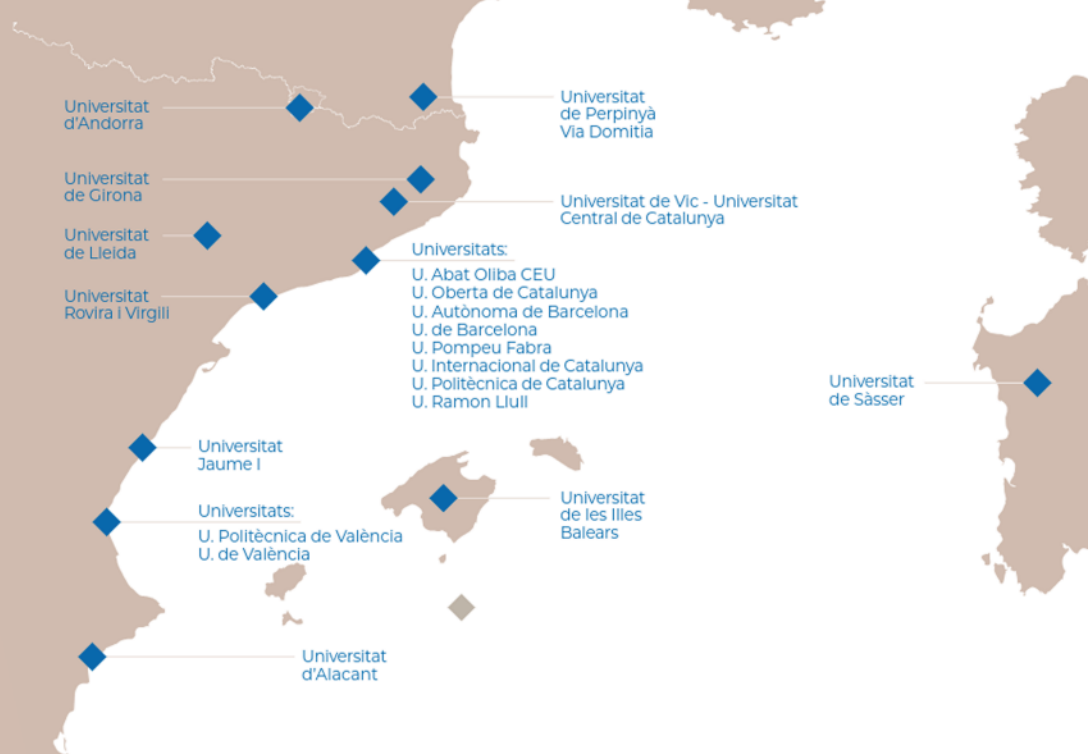 Universitat
d'Andorra
Universitat
de Perpinyà
Via Domitia
Universitat
de Girona
Universitat de Vic - Universitat
Central de Catalunya
Universitat
de Lleida
Universitats:
U. Abat Oliba CEU
U. Oberta de Catalunya
U. Autònoma de Barcelona
U. de Barcelona
U. Pompeu Fabra
U. Internacional de Catalunya
U. Politècnica de Catalunya
U. Ramon Llull
Universitat
Rovira i Virgili
Universitat
de Sàsser
Universitat
Jaume I
Universitats:
U. Politècnica de València
U. de València
Universitat
de les Illes
Balears
Universitat
d'Alacant